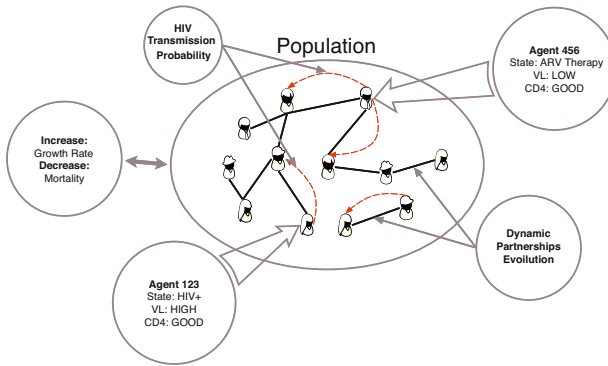 HIV
Transmission
Probability
Population
Agent 456
State: ARV Therapy
VL: LOW
CD4: GOOD
Increase:
Growth Rate
Decrease:
Mortality
Agent 123
State: HIV+
VL: HIGH
CD4: GOOD
Dynamic
Partnerships
Evoilution